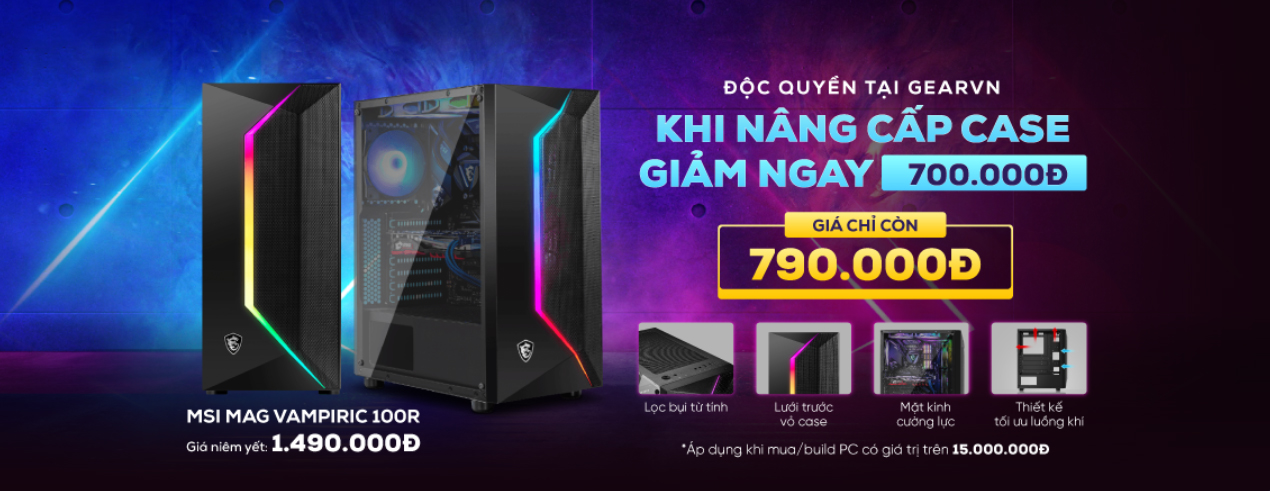 ĐỘC QUYỀN TẠI GEARVN
KHI NÂNG CẤP CASE
GIẢM NGAY 700.000Đ
GIÁ CHỈ CÒN
790.000Đ
Lọc bụi từ tính
Lưới trước
vỏ case
Mặt kính
cường lực
Thiết kế
tối ưu luồng khí
*Áp dụng khi mua/build PC có giá trị trên 15.000.000Đ
MSI MAG VAMPIRIC 100R
Giá niêm yết: 1.490.000Đ